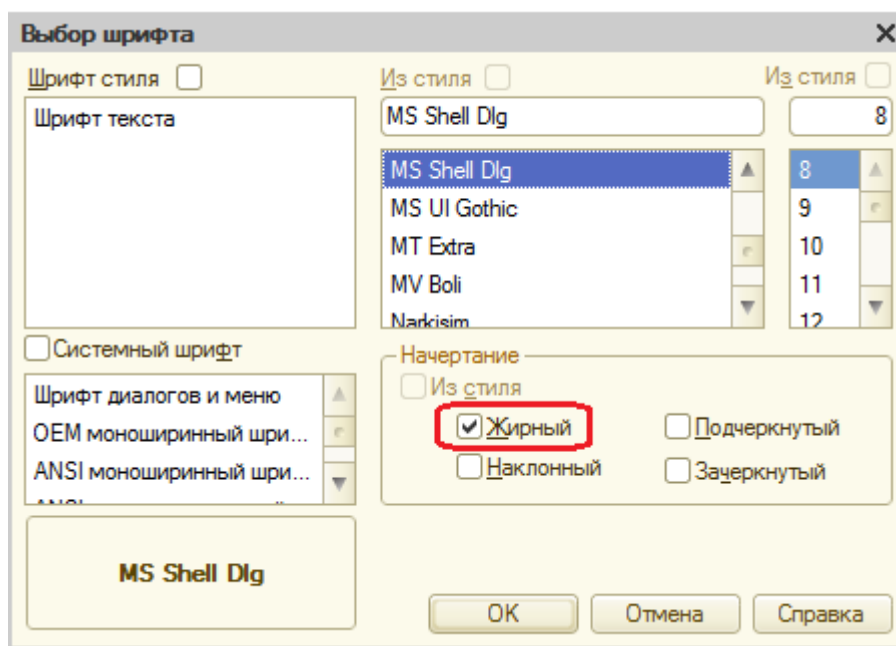 Выбор шрифта
Шрифт стиля
Шрифт текста
Системный шрифт
Шрифт диалогов и меню
OEM моноширинный шри...
ANSI моноширинный шри...
MS Shell Dlg
Из стиля
MS Shell Dlg
MS Shell Dlg
MS UI Gothic
MT Extra
MV Boli
Narkisim
Из стиля
8
8
9
10
11
12
Начертание
Из стиля
Жирный
Подчеркнутый
Наклонный
Зачеркнутый
OK
Отмена
Справка